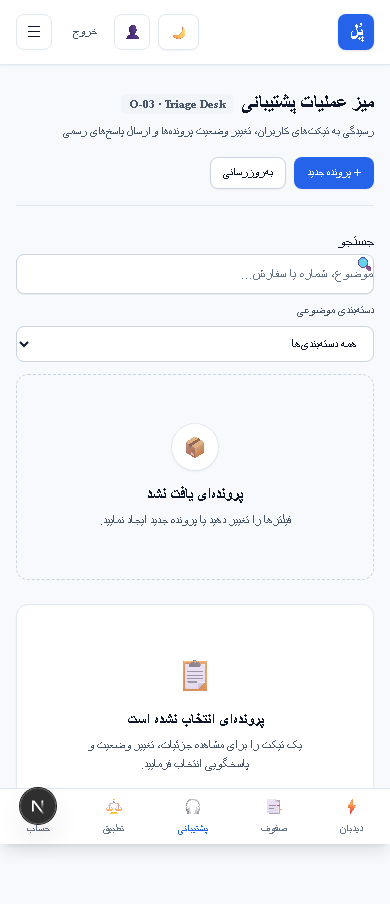 پُل
خروج
میز عملیات پشتیبانی O-03 · Triage Desk
رسیدگی به تیکت‌های کاربران، تغییر وضعیت پرونده‌ها و ارسال پاسخ‌های رسمی
+ پرونده جدید
به‌روزرسانی
جستجو
موضوع، شماره یا سفارش...
دسته‌بندی موضوعی
همه دسته‌بندی‌ها
پرونده‌ای یافت نشد
فیلترها را تغییر دهید یا پرونده جدید ایجاد نمایید.
پرونده‌ای انتخاب نشده است
یک تیکت را برای مشاهده جزئیات، تغییر وضعیت و
پاسخگویی انتخاب فرمایید.
دیدبان
صفوف
پشتیبانی
تطبیق
حساب
N